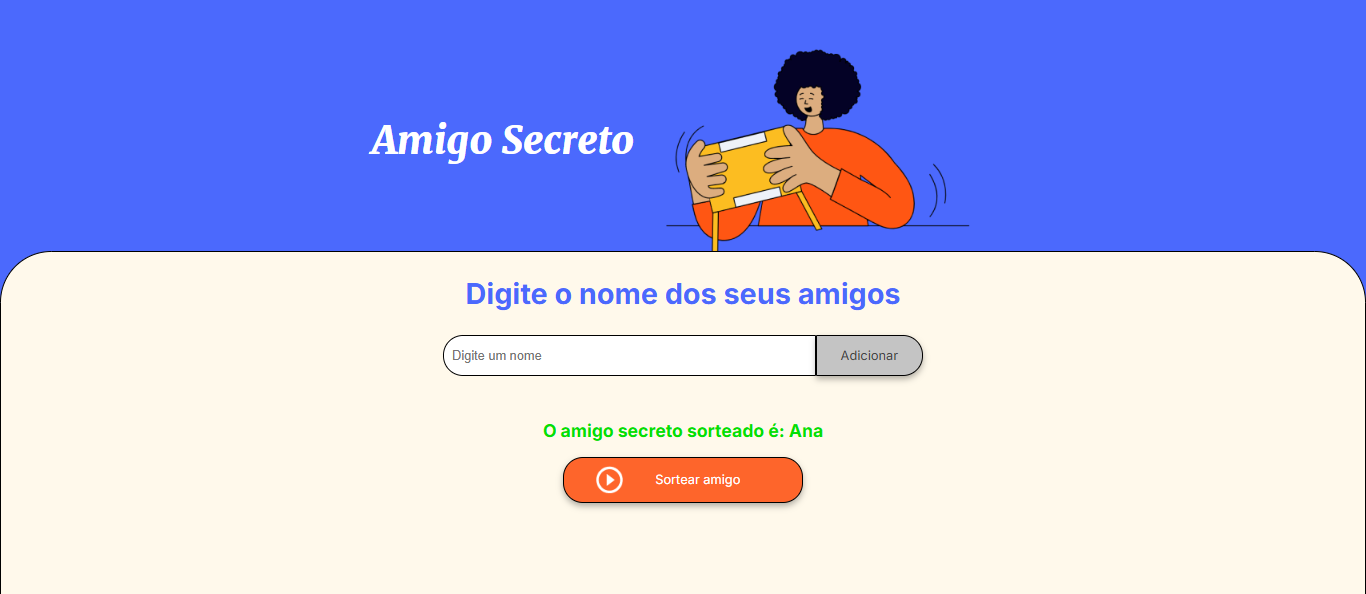 Amigo Secreto
Digite o nome dos seus amigos
Digite um nome
Adicionar
O amigo secreto sorteado é: Ana
Sortear amigo